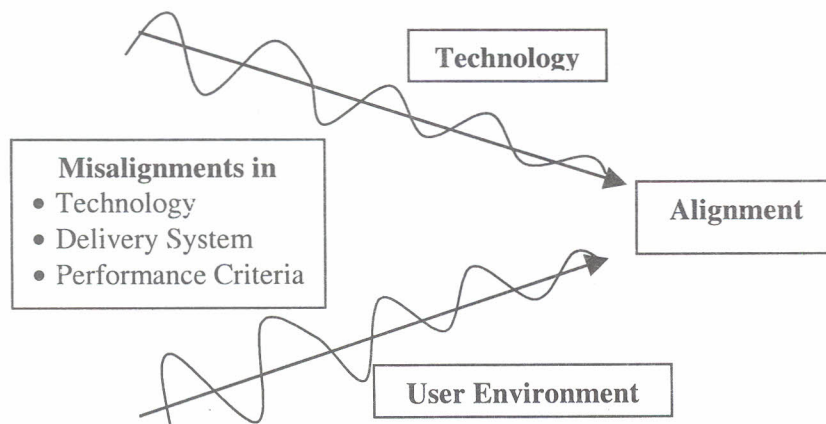 Technology
Misalignments in
• Technology
• Delivery System
• Performance Criteria
Alignment
User Environment